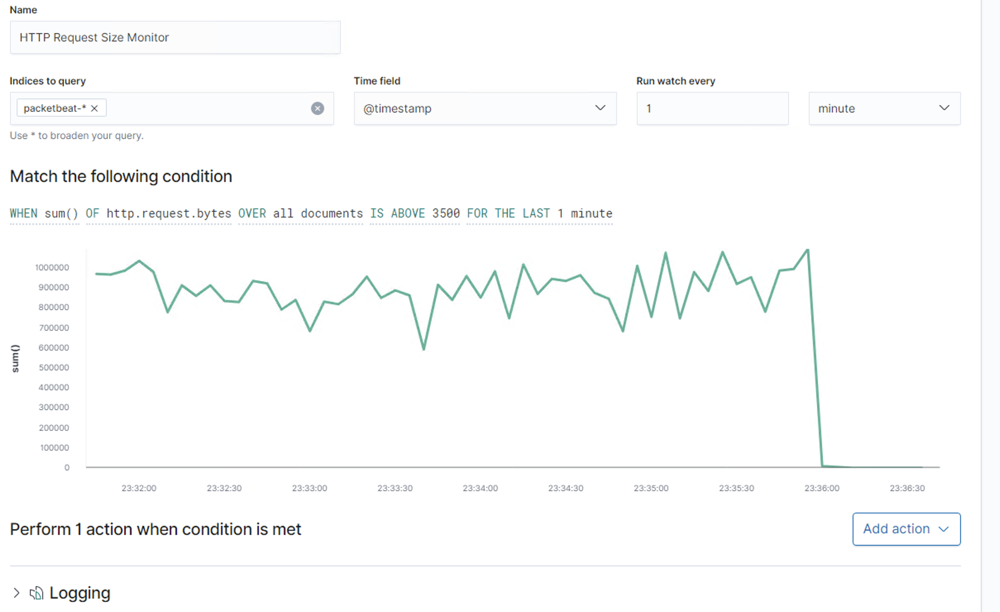 Name
HTTP Request Size Monitor
Indices to query
Time field
Run watch every
packetbeat-*
@timestamp
1
minute
Use * to broaden your query.
Match the following condition
WHEN sum() OF http.request.bytes OVER all documents IS ABOVE 3500 FOR THE LAST 1 minute
sum()
1000000
900000
800000
700000
600000
500000
400000
300000
200000
100000
0
23:32:00 23:32:30 23:33:00 23:33:30 23:34:00 23:34:30 23:35:00 23:35:30 23:36:00 23:36:30
Perform 1 action when condition is met
Add action
Logging